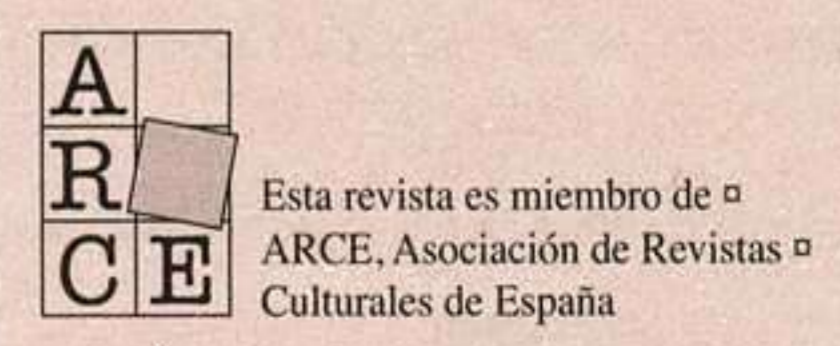 A
R
C E
Esta revista es miembro de ¤
ARCE, Asociación de Revistas ¤
Culturales de España